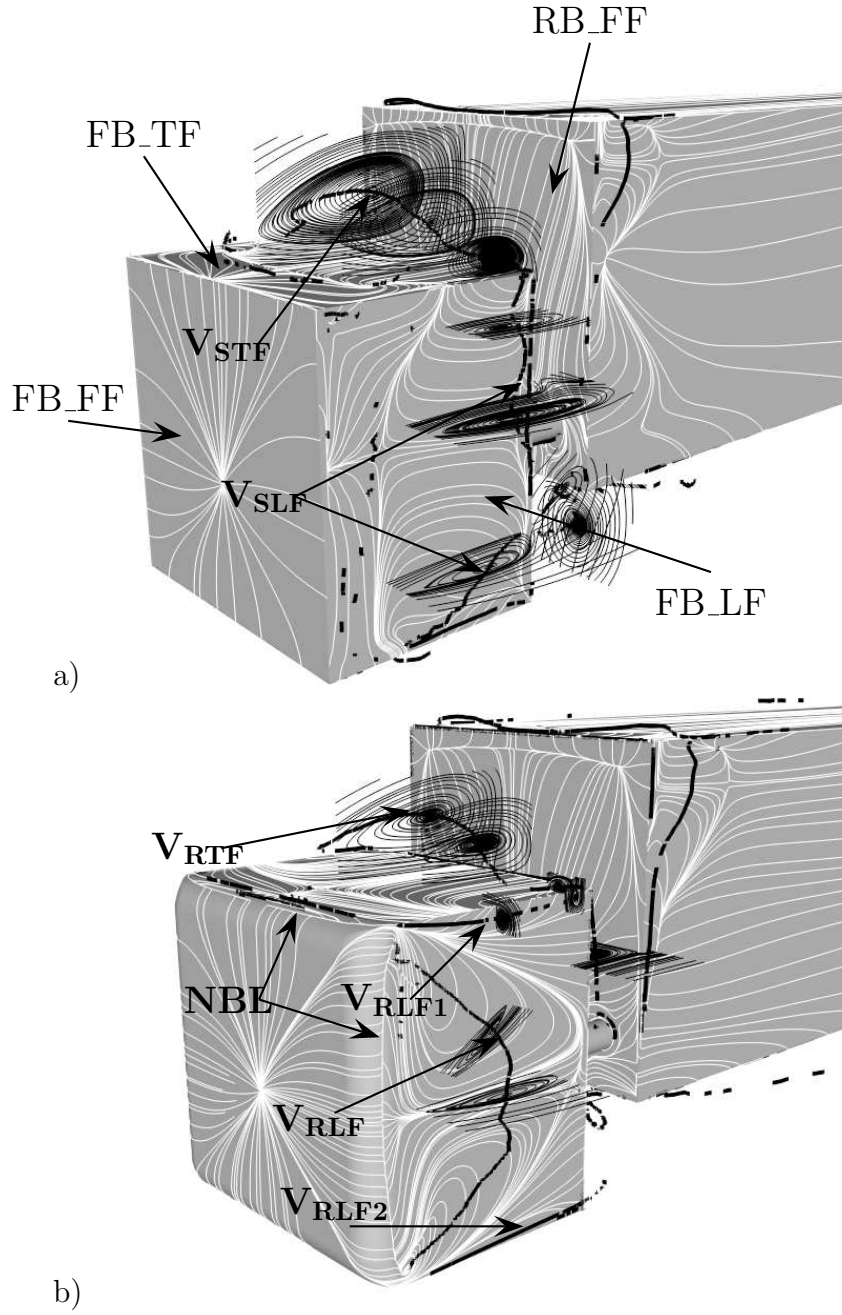 RB_FF
FB_TF
V_STF
FB_FF
V_SLF
FB_LF
a)
V_RTF
NBL
V_RLF1
V_RLF
V_RLF2
b)